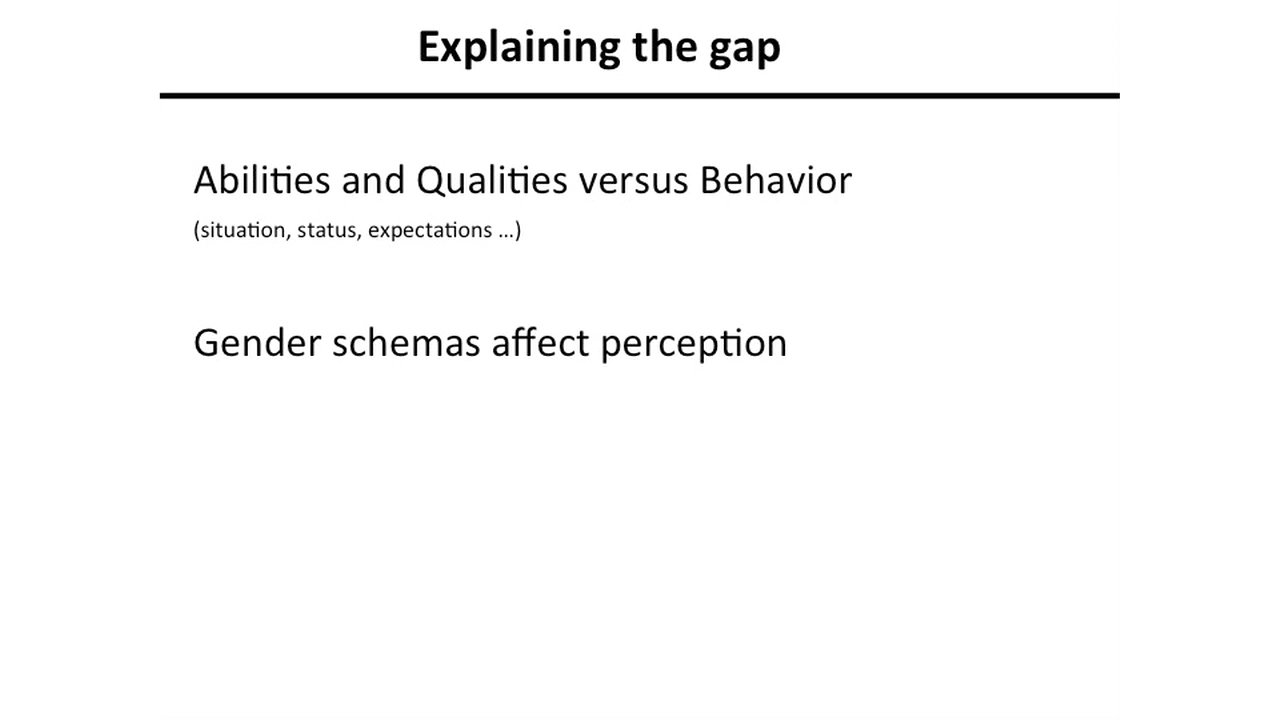 Explaining the gap
Abilities and Qualities versus Behavior
(situation, status, expectations ...)
Gender schemas affect perception